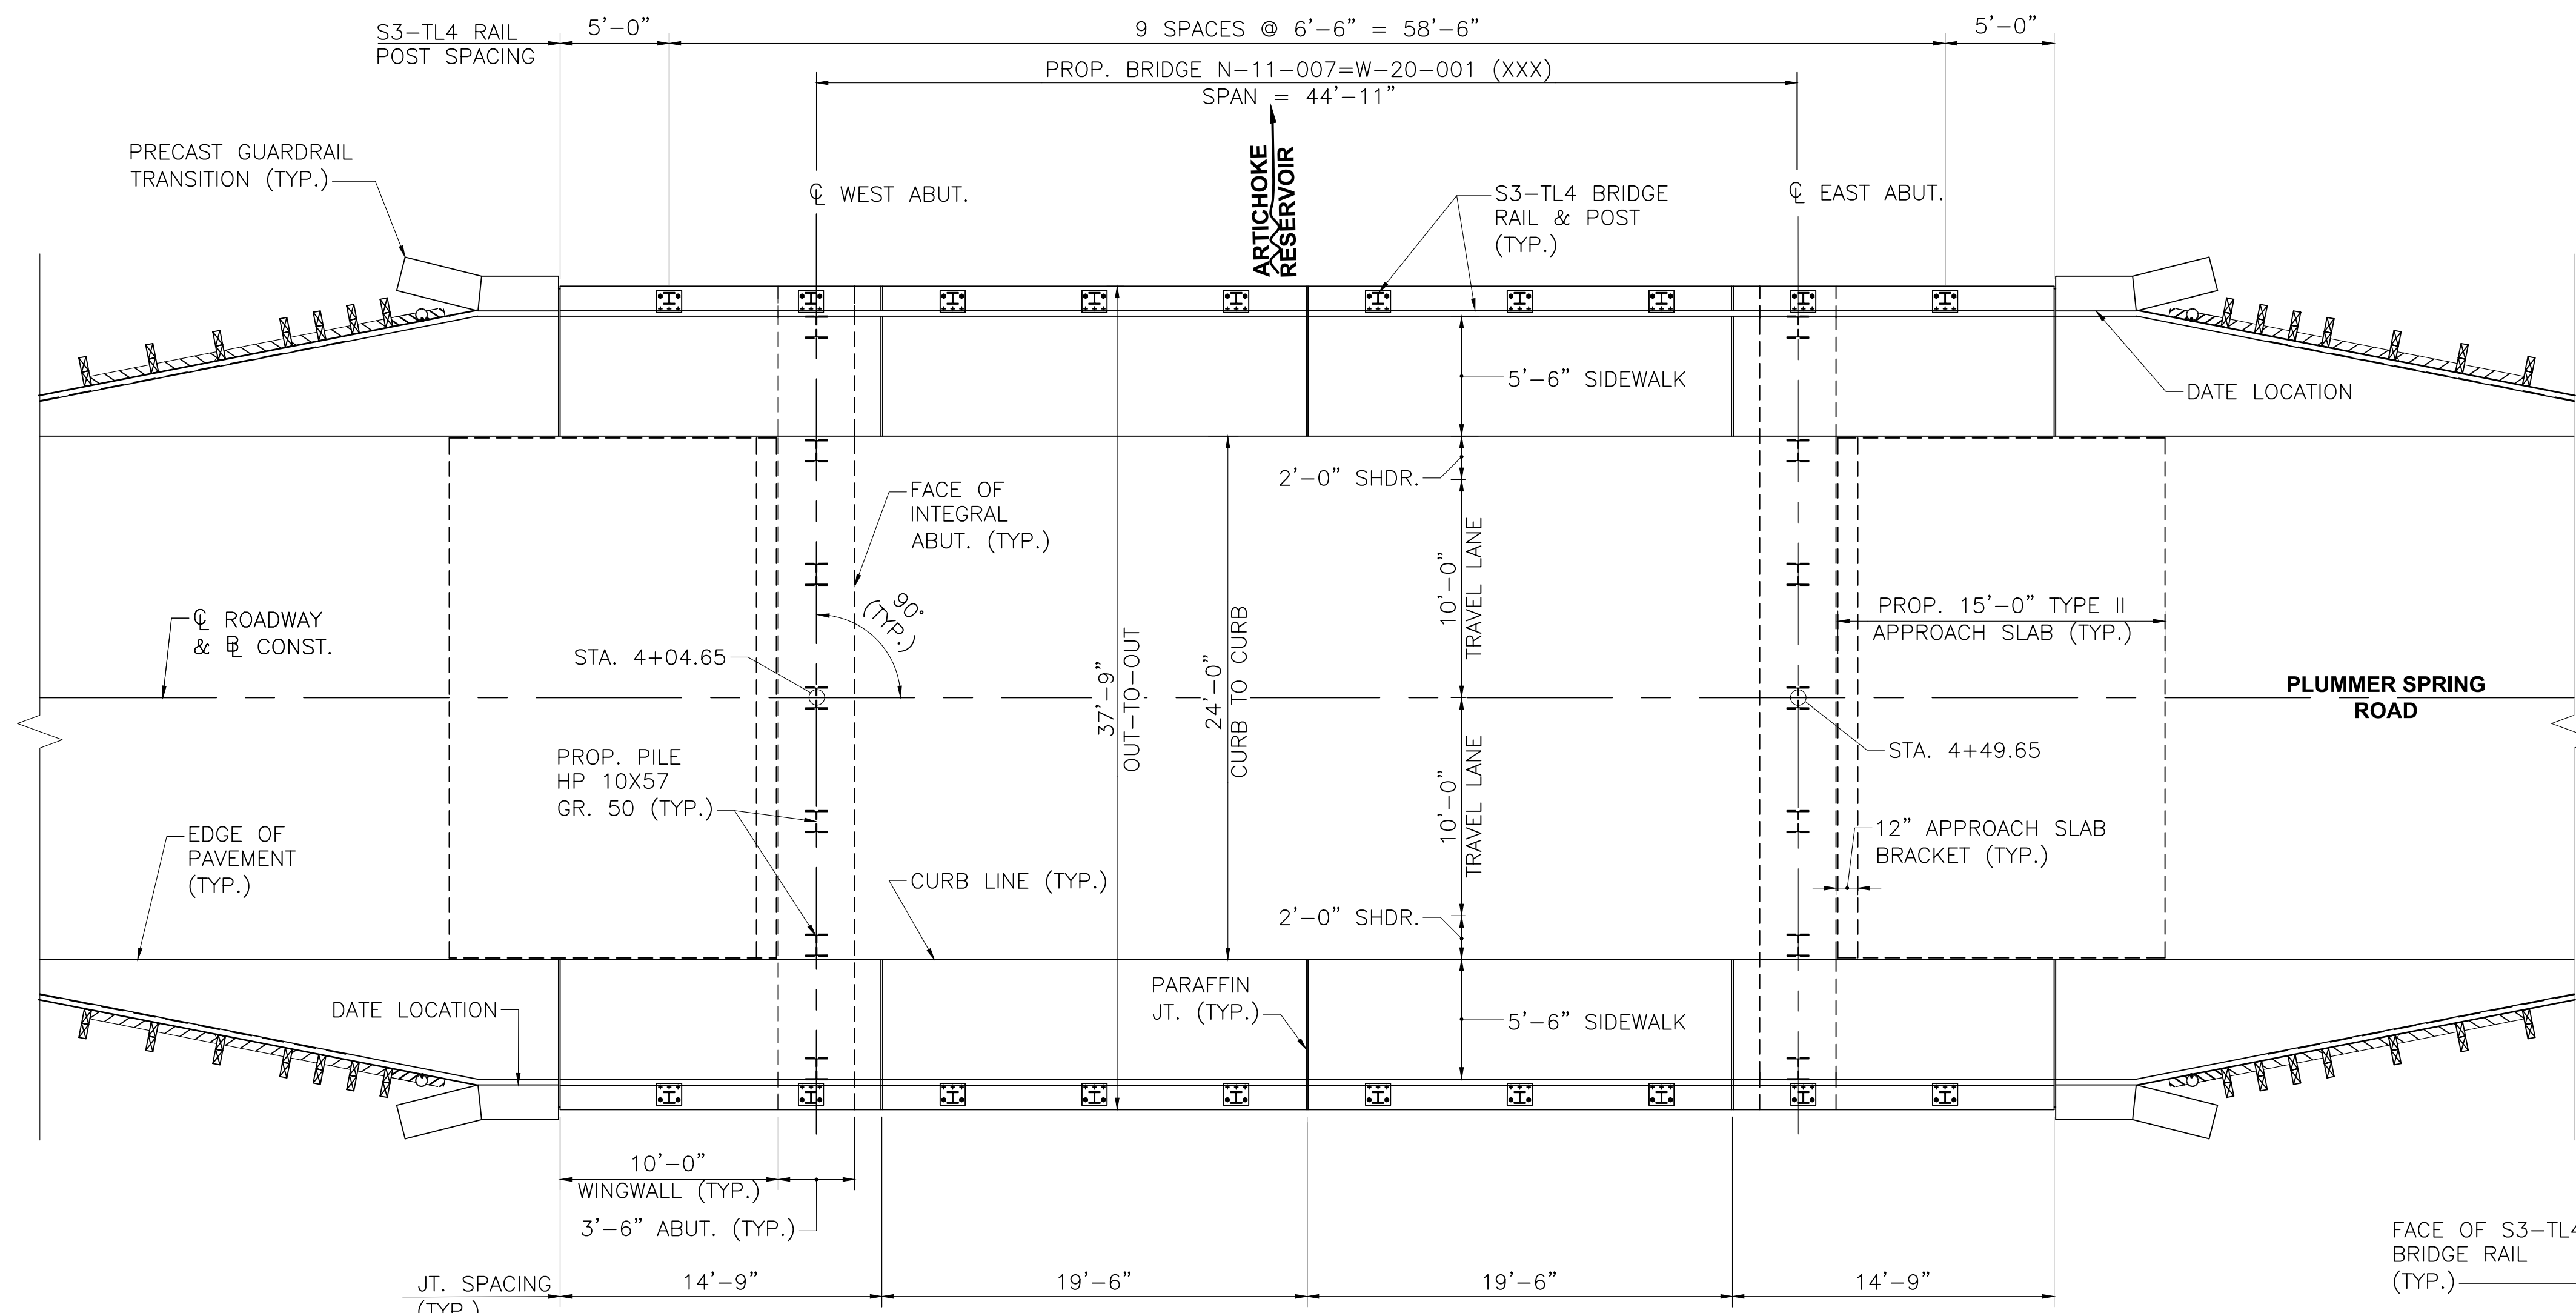 S3-TL4 RAIL
POST SPACING
5'-0"
9 SPACES @ 6'-6" = 58'-6"
5'-0"
PROP. BRIDGE N-11-007=W-20-001 (XXX)
SPAN = 44'-11"
PRECAST GUARDRAIL
TRANSITION (TYP.)
℄ WEST ABUT.
ARTICHOKE
RESERVOIR
S3-TL4 BRIDGE
RAIL & POST
(TYP.)
℄ EAST ABUT.
5'-6" SIDEWALK
DATE LOCATION
2'-0" SHDR.
FACE OF
INTEGRAL
ABUT. (TYP.)
10'-0"
TRAVEL LANE
90°
(TYP.)
℄ ROADWAY
& BL CONST.
PROP. 15'-0" TYPE II
APPROACH SLAB (TYP.)
STA. 4+04.65
37'-9"
OUT-TO-OUT
24'-0"
CURB TO CURB
PLUMMER SPRING
ROAD
PROP. PILE
HP 10X57
GR. 50 (TYP.)
10'-0"
TRAVEL LANE
STA. 4+49.65
EDGE OF
PAVEMENT
(TYP.)
12" APPROACH SLAB
BRACKET (TYP.)
CURB LINE (TYP.)
2'-0" SHDR.
DATE LOCATION
PARAFFIN
JT. (TYP.)
5'-6" SIDEWALK
10'-0"
WINGWALL (TYP.)
3'-6" ABUT. (TYP.)
FACE OF S3-TL4
BRIDGE RAIL
(TYP.)
JT. SPACING
(TYP.)
14'-9"
19'-6"
19'-6"
14'-9"